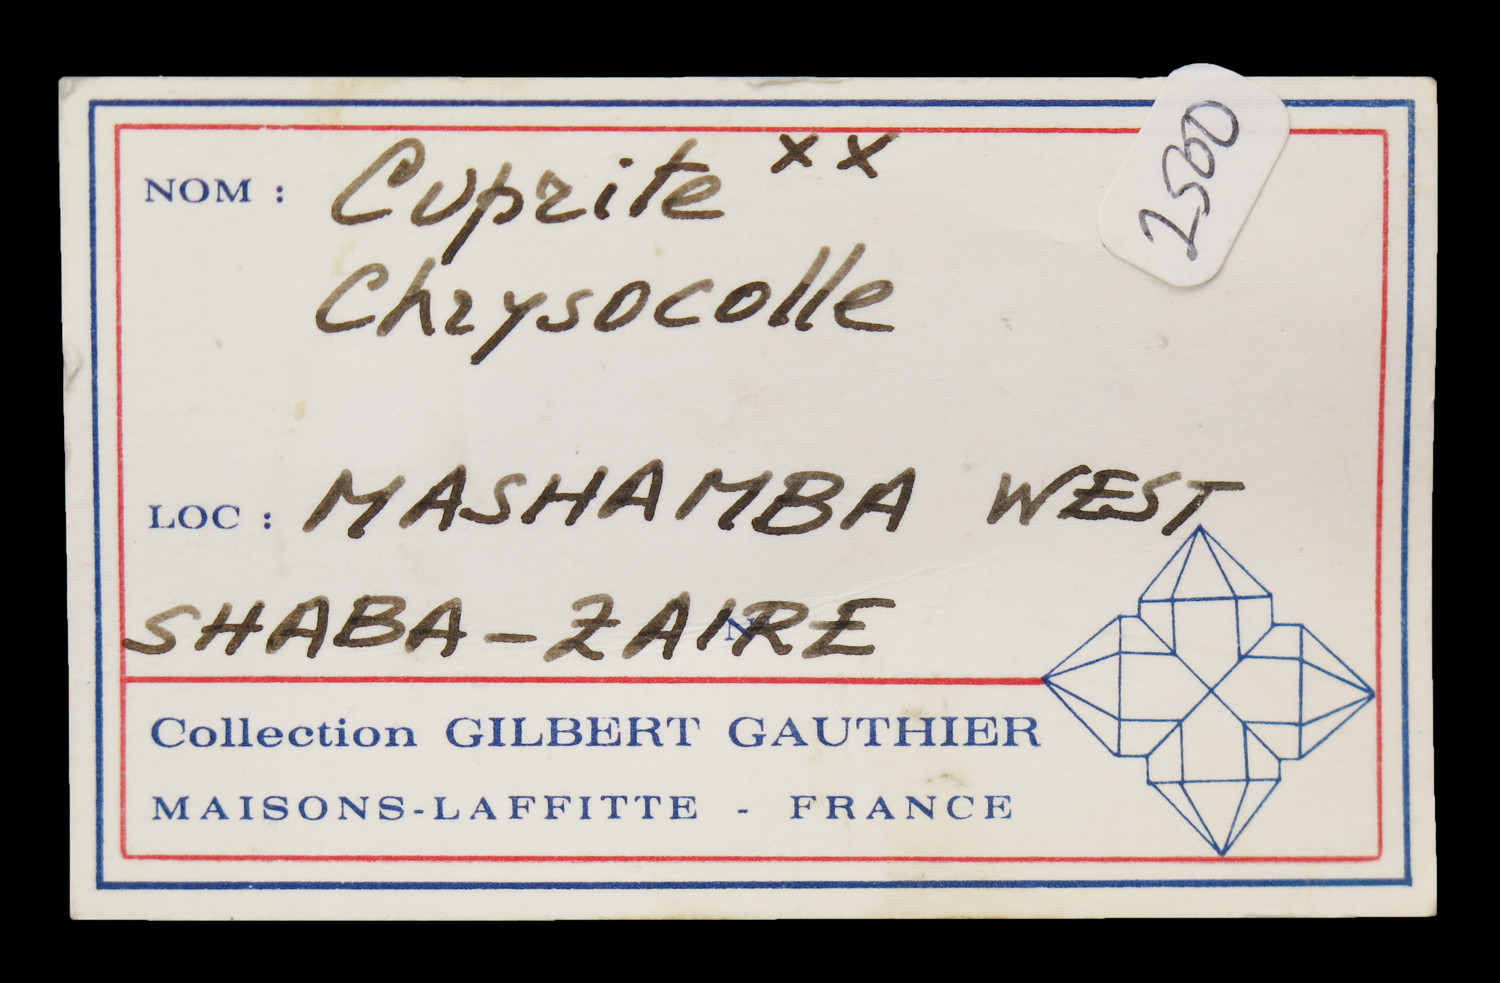 NOM : Cuprite xx
Chrysocolle
2500
LOC : MASHAMBA WEST
SHABA - ZAIRE
N
Collection GILBERT GAUTHIER
MAISONS-LAFFITTE - FRANCE